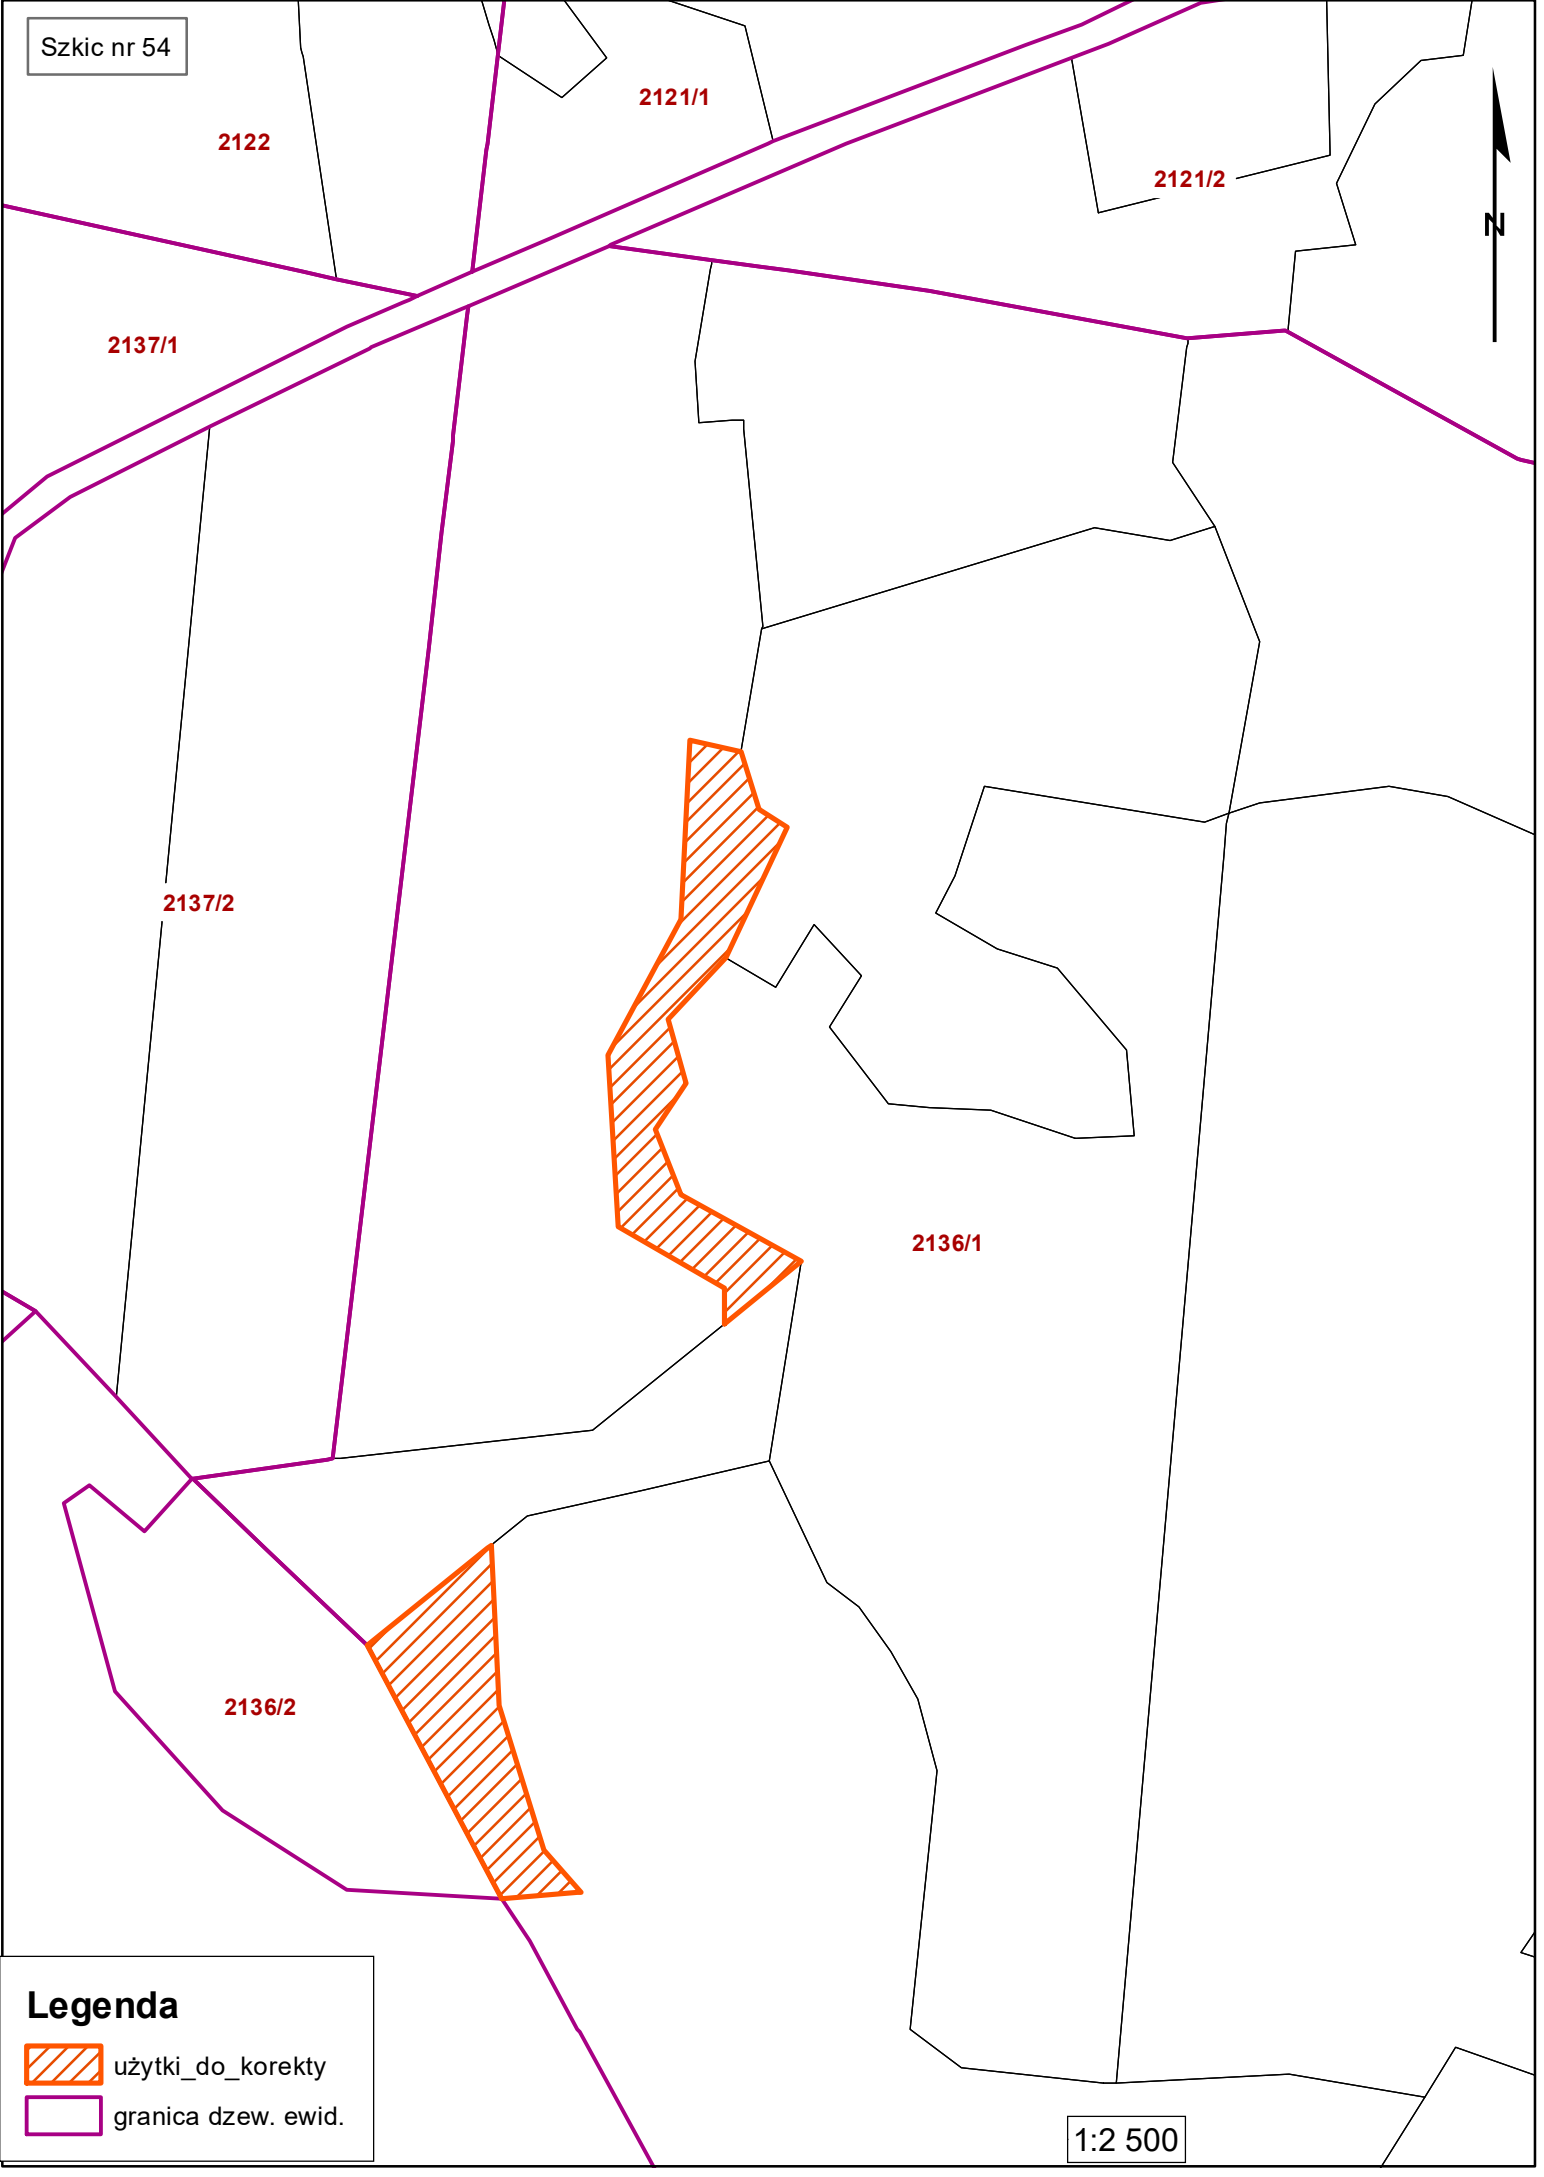 Szkic nr 54
2121/1
2122
2121/2
N
2137/1
2137/2
2136/1
2136/2
Legenda
użytki_do_korekty
granica dzew. ewid.
1:2 500